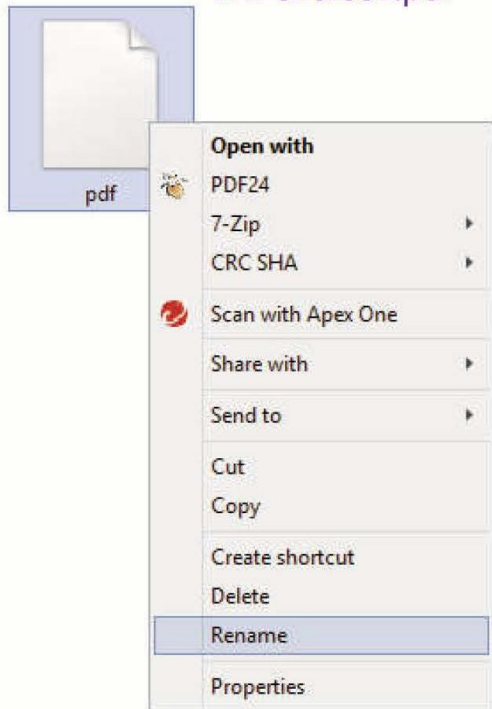 pdf
Open with
PDF24
7-Zip
CRC SHA
Scan with Apex One
Share with
Send to
Cut
Copy
Create shortcut
Delete
Rename
Properties